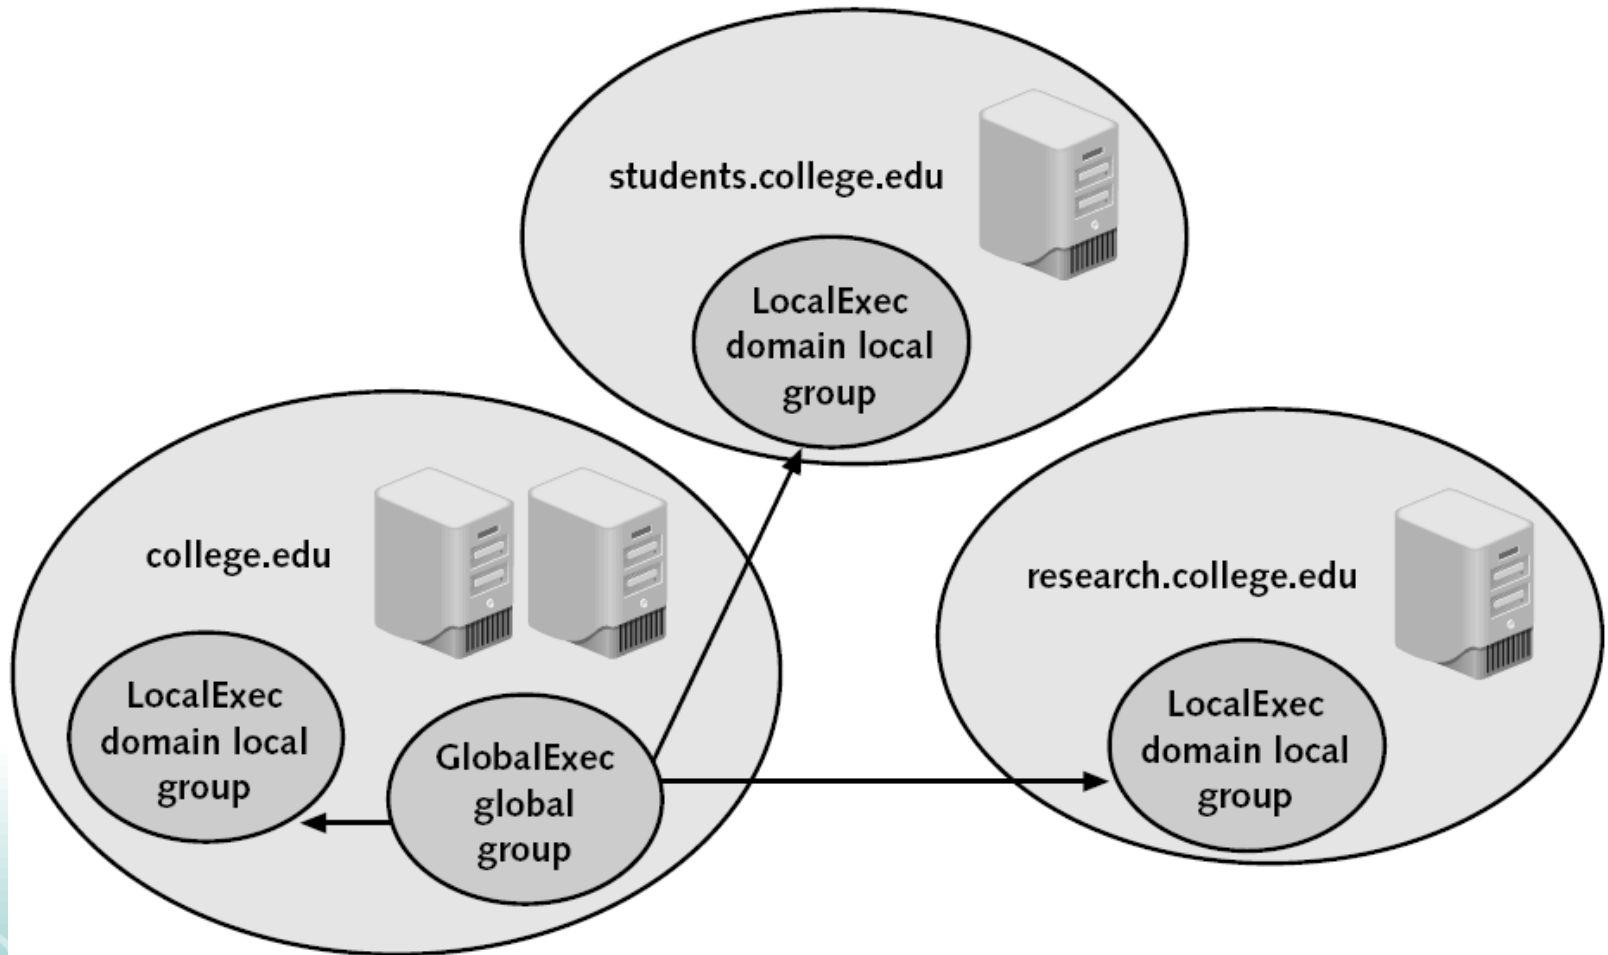 students.college.edu
LocalExec
domain local
group
college.edu
LocalExec
domain local
group
GlobalExec
global
group
research.college.edu
LocalExec
domain local
group